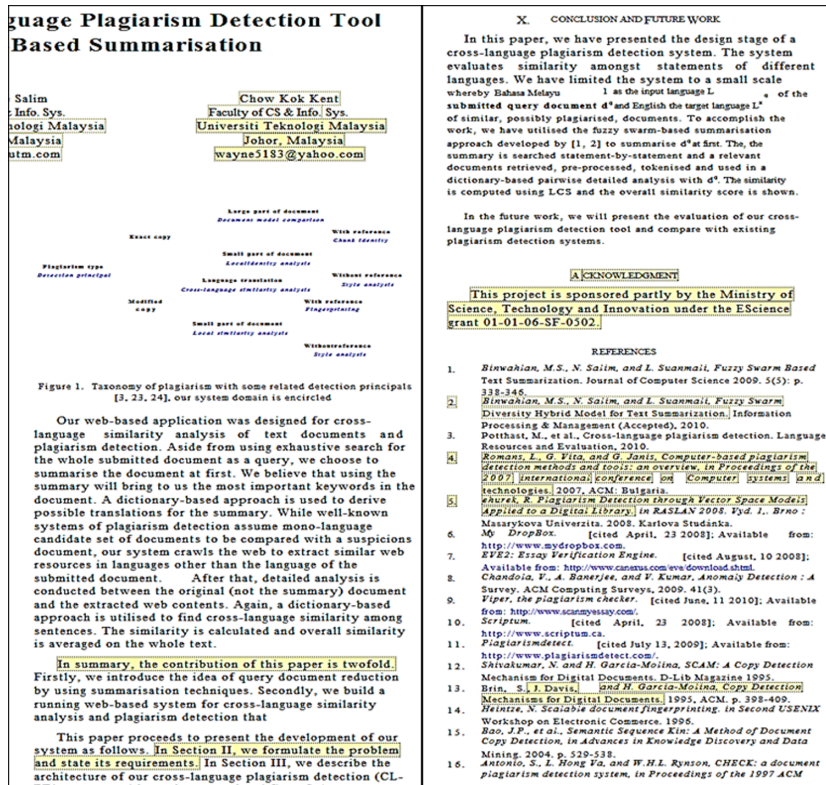 guage Plagiarism Detection Tool
Based Summarisation
Salim
Info. Sys.
nologi Malaysia
Malaysia
utm.com
Chow Kok Kent
Faculty of CS & Info. Sys.
Universiti Teknologi Malaysia
Johor, Malaysia
wayne5183@yahoo.com
Large part of document
Document model comparison
With reference
Chunk Identity
Exact copy
Small part of document
LocalIdentity analysis
Plagiarism type
Detection principal
Without reference
Style analysis
Language translation
Cross-language similarity analysis
Modified
copy
With reference
Fingerprinting
Small part of document
Local similarity analysis
Withoutreference
Style analysis
Figure 1. Taxonomy of plagiarism with some related detection principals
[3, 23, 24], our system domain is encircled
Our web-based application was designed for cross-
language similarity analysis of text documents and
plagiarism detection. Aside from using exhaustive search for
the whole submitted document as a query, we choose to
summarise the document at first. We believe that using the
summary will bring to us the most important keywords in the
document. A dictionary-based approach is used to derive
possible translations for the summary. While well-known
systems of plagiarism detection assume mono-language
candidate set of documents to be compared with a suspicions
document, our system crawls the web to extract similar web
resources in languages other than the language of the
submitted document. After that, detailed analysis is
conducted between the original (not the summary) document
and the extracted web contents. Again, a dictionary-based
approach is utilised to find cross-language similarity among
sentences. The similarity is calculated and overall similarity
is averaged on the whole text.
In summary, the contribution of this paper is twofold.
Firstly, we introduce the idea of query document reduction
by using summarisation techniques. Secondly, we build a
running web-based system for cross-language similarity
analysis and plagiarism detection that
This paper proceeds to present the development of our
system as follows. In Section II, we formulate the problem
and state its requirements. In Section III, we describe the
architecture of our cross-language plagiarism detection (CL-
X. CONCLUSION AND FUTURE WORK
In this paper, we have presented the design stage of a
cross-language plagiarism detection system. The system
evaluates similarity amongst statements of different
languages. We have limited the system to a small scale
whereby Bahasa Melayu 1 as the input language L q of the
submitted query document dq and English the target language Lx
of similar, possibly plagiarised, documents. To accomplish the
work, we have utilised the fuzzy swarm-based summarisation
approach developed by [1, 2] to summarise dq at first. The, the
summary is searched statement-by-statement and a relevant
documents retrieved, pre-processed, tokenised and used in a
dictionary-based pairwise detailed analysis with dq. The similarity
is computed using LCS and the overall similarity score is shown.
In the future work, we will present the evaluation of our cross-
language plagiarism detection tool and compare with existing
plagiarism detection systems.
A CKNOWLEDGMENT
This project is sponsored partly by the Ministry of
Science, Technology and Innovation under the EScience
grant 01-01-06-SF-0502.
REFERENCES
1. Binwahlan, M.S., N. Salim, and L. Suanmali, Fuzzy Swarm Based
Text Summarization. Journal of Computer Science 2009. 5(5): p.
338-346.
2. Binwahlan, M.S., N. Salim, and L. Suanmali, Fuzzy Swarm
Diversity Hybrid Model for Text Summarization. Information
Processing & Management (Accepted), 2010.
3. Potthast, M., et al., Cross-language plagiarism detection. Language
Resources and Evaluation, 2010.
4. Romans, L., G. Vita, and G. Janis, Computer-based plagiarism
detection methods and tools: an overview, in Proceedings of the
2007 international conference on Computer systems and
technologies. 2007, ACM: Bulgaria.
5. ehurek, R. Plagiarism Detection through Vector Space Models
Applied to a Digital Library. in RASLAN 2008. Vyd. 1,. Brno :
Masarykova Univerzita. 2008. Karlova Studánka.
6. My DropBox. [cited April, 23 2008]; Available from:
http://www.mydropbox.com.
7. EVE2: Essay Verification Engine. [cited August, 10 2008];
Available from: http://www.canexus.com/eve/download.shtml.
8. Chandola, V., A. Banerjee, and V. Kumar, Anomaly Detection : A
Survey. ACM Computing Surveys, 2009. 41(3).
9. Viper, the plagiarism checker. [cited June, 11 2010]; Available
from: http://www.scanmyessay.com/.
10. Scriptum. [cited April, 23 2008]; Available from:
http://www.scriptum.ca.
11. Plagiarismdetect. [cited July 13, 2009]; Available from:
http://www.plagiarismdetect.com/.
12. Shivakumar, N. and H. Garcia-Molina, SCAM: A Copy Detection
Mechanism for Digital Documents. D-Lib Magazine 1995.
13. Brin, S., J. Davis, and H. Garcia-Molina, Copy Detection
Mechanisms for Digital Documents. 1995, ACM. p. 398-409.
14. Heintze, N. Scalable document fingerprinting. in Second USENIX
Workshop on Electronic Commerce. 1996.
15. Bao, J.P., et al., Semantic Sequence Kin: A Method of Document
Copy Detection, in Advances in Knowledge Discovery and Data
Mining. 2004. p. 529-538.
16. Antonio, S., L. Hong Va, and W.H.L. Rynson, CHECK: a document
plagiarism detection system, in Proceedings of the 1997 ACM